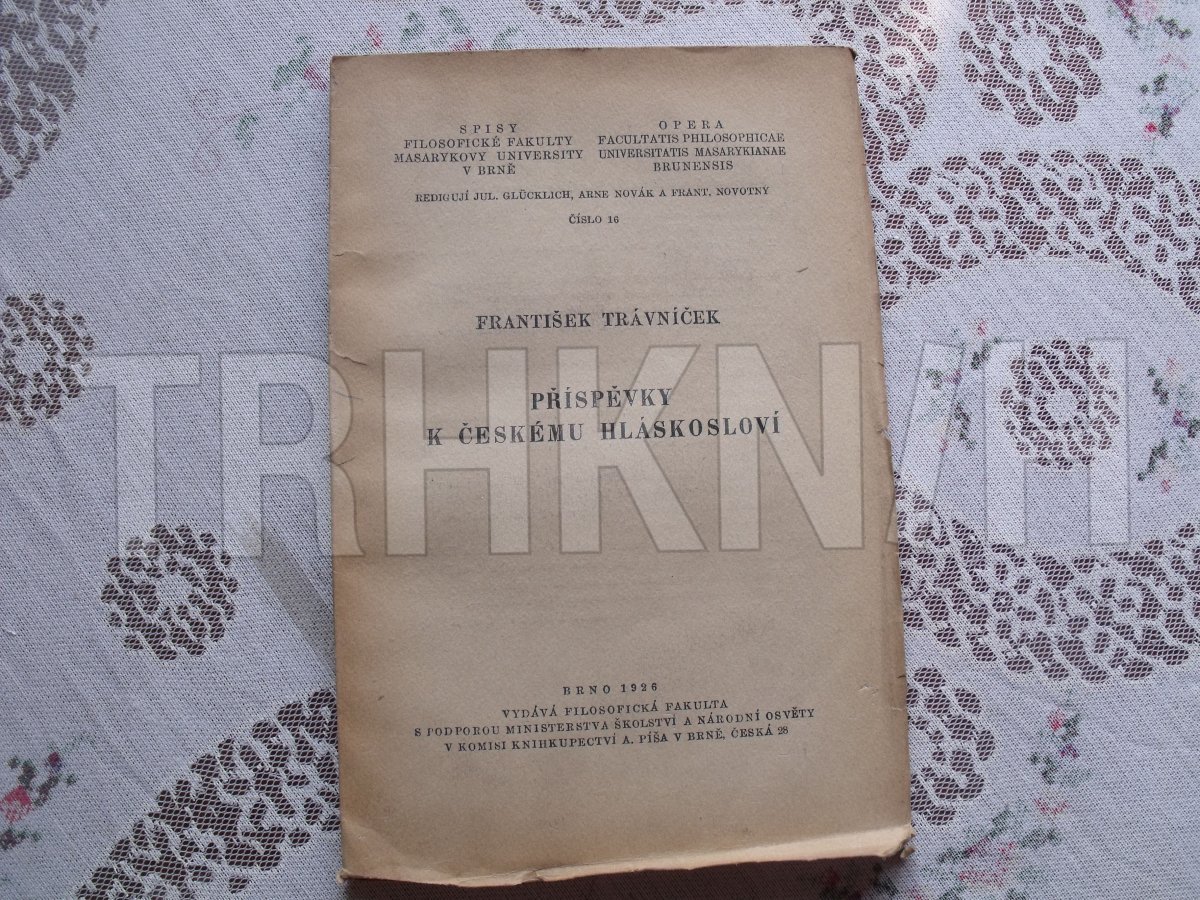 SPISY
FILOSOFICKÉ FAKULTY
MASARYKOVY UNIVERSITY
V BRNĚ
OPERA
FACULTATIS PHILOSOPHICAE
UNIVERSITATIS MASARYKIANAE
BRUNENSIS
REDIGUJÍ JUL. GLÜCKLICH, ARNE NOVÁK A FRANT. NOVOTNÝ
ČÍSLO 16
FRANTIŠEK TRÁVNÍČEK
PŘÍSPĚVKY
K ČESKÉMU HLÁSKOSLOVÍ
BRNO 1926
VYDÁVÁ FILOSOFICKÁ FAKULTA
S PODPOROU MINISTERSTVA ŠKOLSTVÍ A NÁRODNÍ OSVĚTY
V KOMISI KNIHKUPECTVÍ A. PÍŠA V BRNĚ, ČESKÁ 28